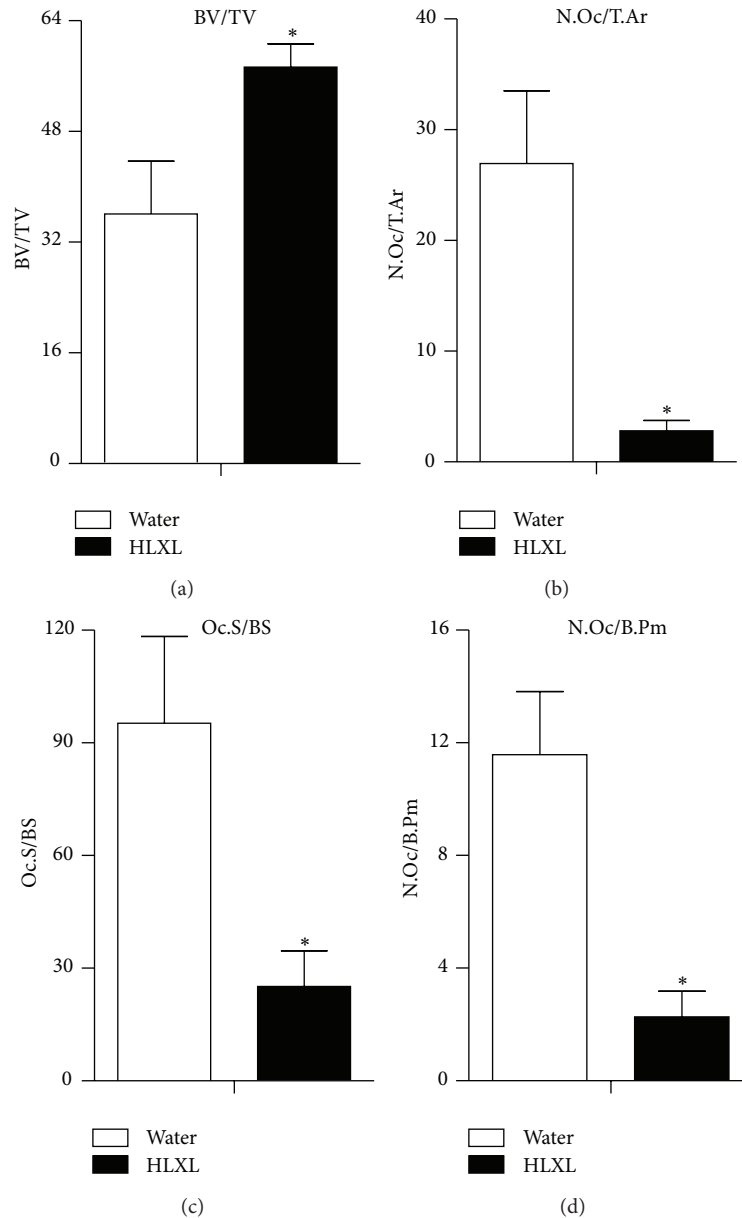 BV/TV
64
48
32
16
0
BV/TV
*
Water
HLXL
(a)
N.Oc/T.Ar
40
30
20
10
0
N.Oc/T.Ar
*
Water
HLXL
(b)
Oc.S/BS
120
90
60
30
0
Oc.S/BS
*
Water
HLXL
(c)
N.Oc/B.Pm
16
12
8
4
0
N.Oc/B.Pm
*
Water
HLXL
(d)